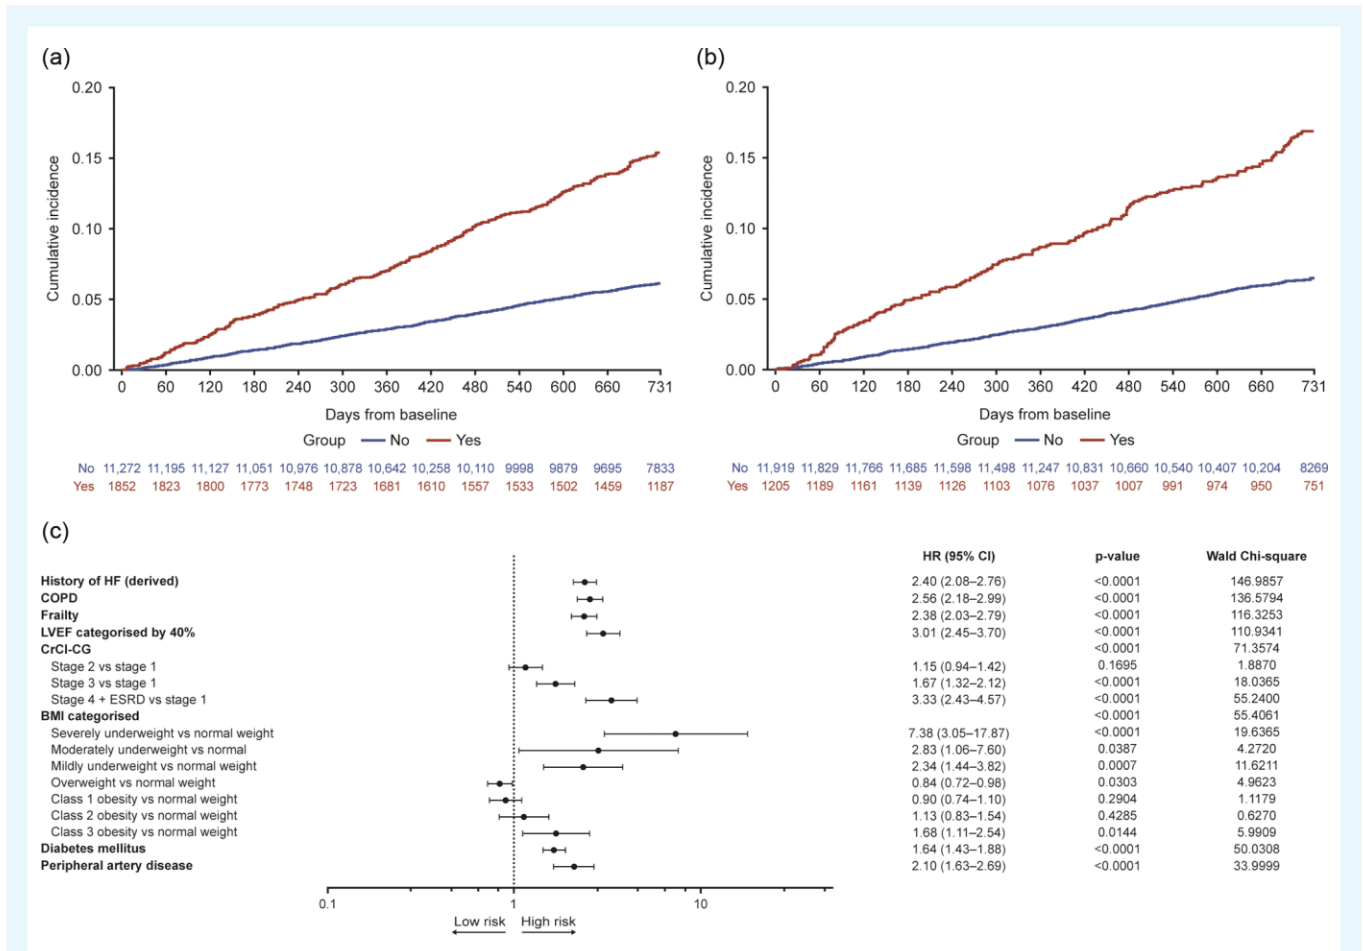 (a)
0.20
0.15
0.10
0.05
0.00
Cumulative incidence
0 60 120 180 240 300 360 420 480 540 600 660 731
Days from baseline
Group No Yes
No 11,272 11,195 11,127 11,051 10,976 10,878 10,642 10,258 10,110 9998 9879 9695 7833
Yes 1852 1823 1800 1773 1748 1723 1681 1610 1557 1533 1502 1459 1187
(b)
0.20
0.15
0.10
0.05
0.00
Cumulative incidence
0 60 120 180 240 300 360 420 480 540 600 660 731
Days from baseline
Group No Yes
No 11,919 11,829 11,766 11,685 11,598 11,498 11,247 10,831 10,660 10,540 10,407 10,204 8269
Yes 1205 1189 1161 1139 1126 1103 1076 1037 1007 991 974 950 751
(c)
HR (95% CI) p-value Wald Chi-square
History of HF (derived) 2.40 (2.08–2.76) <0.0001 146.9857
COPD 2.56 (2.18–2.99) <0.0001 136.5794
Frailty 2.38 (2.03–2.79) <0.0001 116.3253
LVEF categorised by 40% 3.01 (2.45–3.70) <0.0001 110.9341
CrCl-CG <0.0001 71.3574
Stage 2 vs stage 1 1.15 (0.94–1.42) 0.1695 1.8870
Stage 3 vs stage 1 1.67 (1.32–2.12) <0.0001 18.0365
Stage 4 + ESRD vs stage 1 3.33 (2.43–4.57) <0.0001 55.2400
BMI categorised <0.0001 55.4061
Severely underweight vs normal weight 7.38 (3.05–17.87) <0.0001 19.6365
Moderately underweight vs normal 2.83 (1.06–7.60) 0.0387 4.2720
Mildly underweight vs normal weight 2.34 (1.44–3.82) 0.0007 11.6211
Overweight vs normal weight 0.84 (0.72–0.98) 0.0303 4.9623
Class 1 obesity vs normal weight 0.90 (0.74–1.10) 0.2904 1.1179
Class 2 obesity vs normal weight 1.13 (0.83–1.54) 0.4285 0.6270
Class 3 obesity vs normal weight 1.68 (1.11–2.54) 0.0144 5.9909
Diabetes mellitus 1.64 (1.43–1.88) <0.0001 50.0308
Peripheral artery disease 2.10 (1.63–2.69) <0.0001 33.9999
0.1 1 10
Low risk High risk